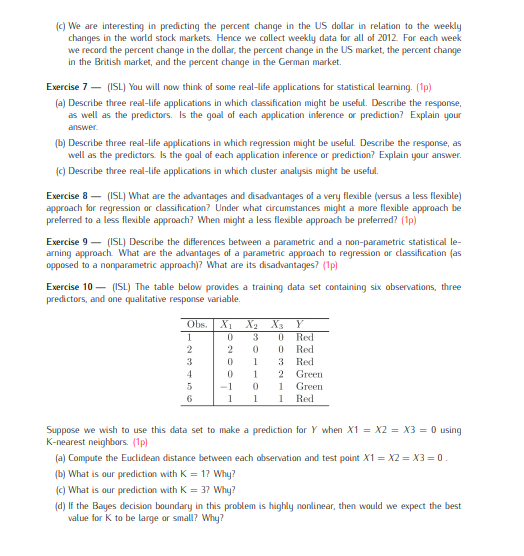 (c) We are interesting in predicting the percent change in the US dollar in relation to the weekly
changes in the world stock markets. Hence we collect weekly data for all of 2012. For each week
we record the percent change in the dollar, the percent change in the US market, the percent change
in the British market, and the percent change in the German market.
Exercise 7 — (ISL) You will now think of some real-life applications for statistical learning. (1p)
(a) Describe three real-life applications in which classification might be useful. Describe the response,
as well as the predictors. Is the goal of each application inference or prediction? Explain your
answer.
(b) Describe three real-life applications in which regression might be useful. Describe the response, as
well as the predictors. Is the goal of each application inference or prediction? Explain your answer.
(c) Describe three real-life applications in which cluster analysis might be useful.
Exercise 8 — (ISL) What are the advantages and disadvantages of a very flexible (versus a less flexible)
approach for regression or classification? Under what circumstances might a more flexible approach be
preferred to a less flexible approach? When might a less flexible approach be preferred? (1p)
Exercise 9 — (ISL) Describe the differences between a parametric and a non-parametric statistical le-
arning approach. What are the advantages of a parametric approach to regression or classification (as
opposed to a nonparametric approach)? What are its disadvantages? (1p)
Exercise 10 — (ISL) The table below provides a training data set containing six observations, three
predictors, and one qualitative response variable.
Obs. X1 X2 X3 Y
1 0 3 0 Red
2 2 0 0 Red
3 0 1 3 Red
4 0 1 2 Green
5 −1 0 1 Green
6 1 1 1 Red
Suppose we wish to use this data set to make a prediction for Y when X1 = X2 = X3 = 0 using
K-nearest neighbors. (1p)
(a) Compute the Euclidean distance between each observation and test point X1 = X2 = X3 = 0 .
(b) What is our prediction with K = 1? Why?
(c) What is our prediction with K = 3? Why?
(d) If the Bayes decision boundary in this problem is highly nonlinear, then would we expect the best
value for K to be large or small? Why?